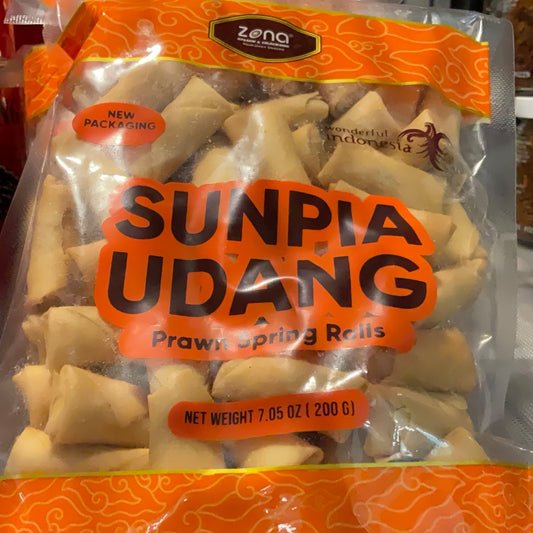 zona®
NEW
PACKAGING
wonderful
indonesia
SUNPIA
UDANG
Prawn Spring Rolls
NET WEIGHT 7.05 OZ ( 200 G)